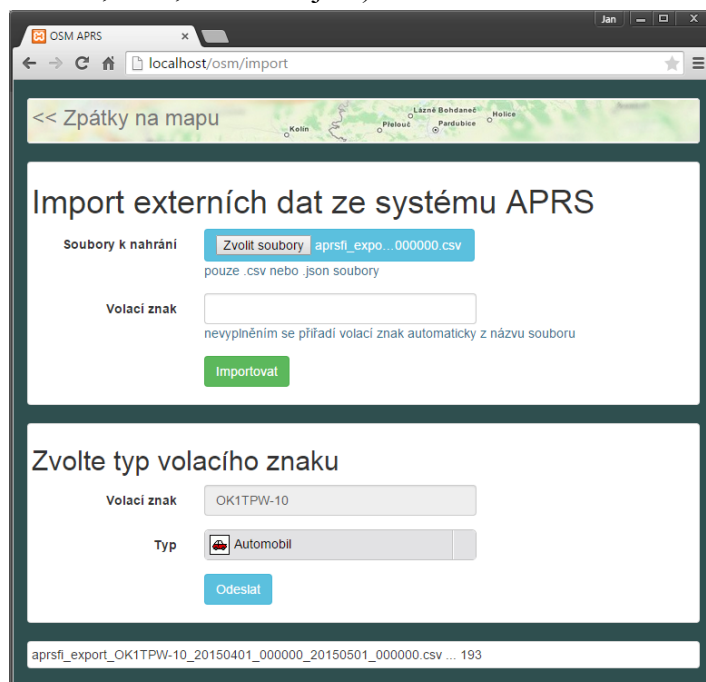 Jan
OSM APRS
localhost/osm/import
<< Zpátky na mapu
Kolín
Přelouč
Lázně Bohdaneč
Pardubice
Holice
Import externích dat ze systému APRS
Soubory k nahrání
Zvolit soubory aprsfi_expo...000000.csv
pouze .csv nebo .json soubory
Volací znak
nevyplněním se přiřadí volací znak automaticky z názvu souboru
Importovat
Zvolte typ volacího znaku
Volací znak
OK1TPW-10
Typ
Automobil
Odeslat
aprsfi_export_OK1TPW-10_20150401_000000_20150501_000000.csv ... 193